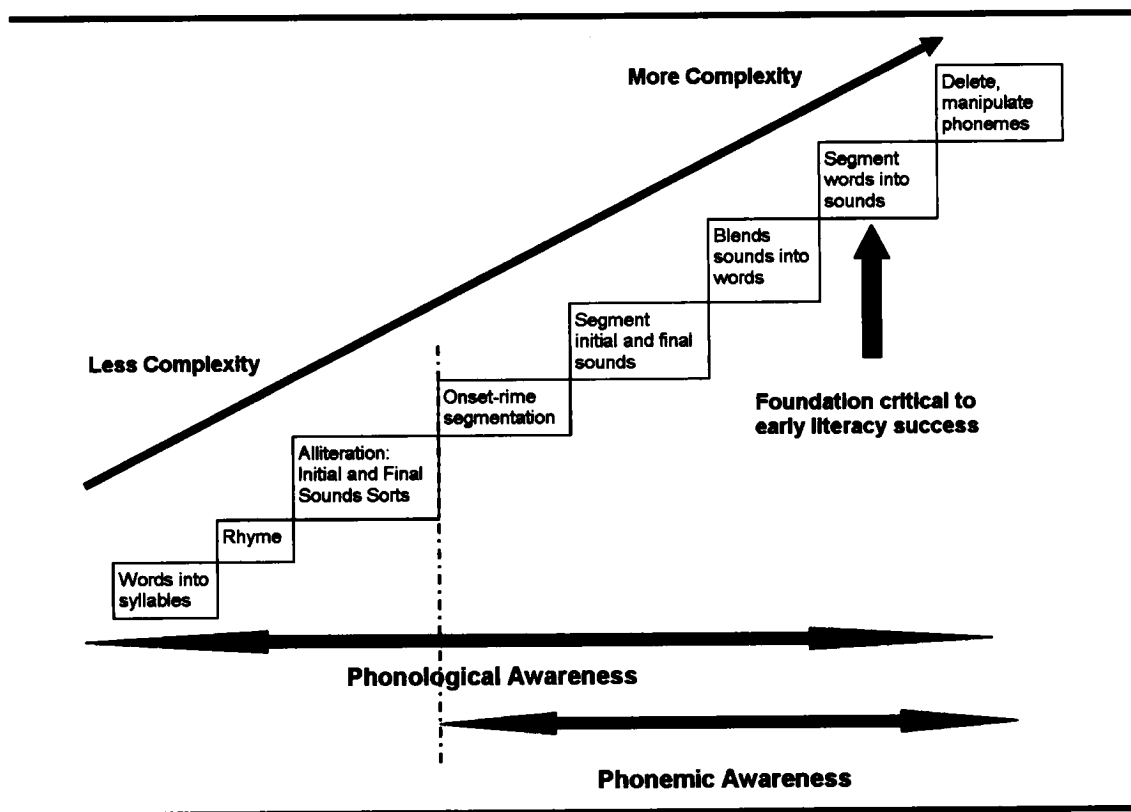 More Complexity
Delete,
manipulate
phonemes
Segment
words into
sounds
Blends
sounds into
words
Segment
initial and final
sounds
Less Complexity
Onset-rime
segmentation
Foundation critical to
early literacy success
Alliteration:
Initial and Final
Sounds Sorts
Rhyme
Words into
syllables
Phonological Awareness
Phonemic Awareness